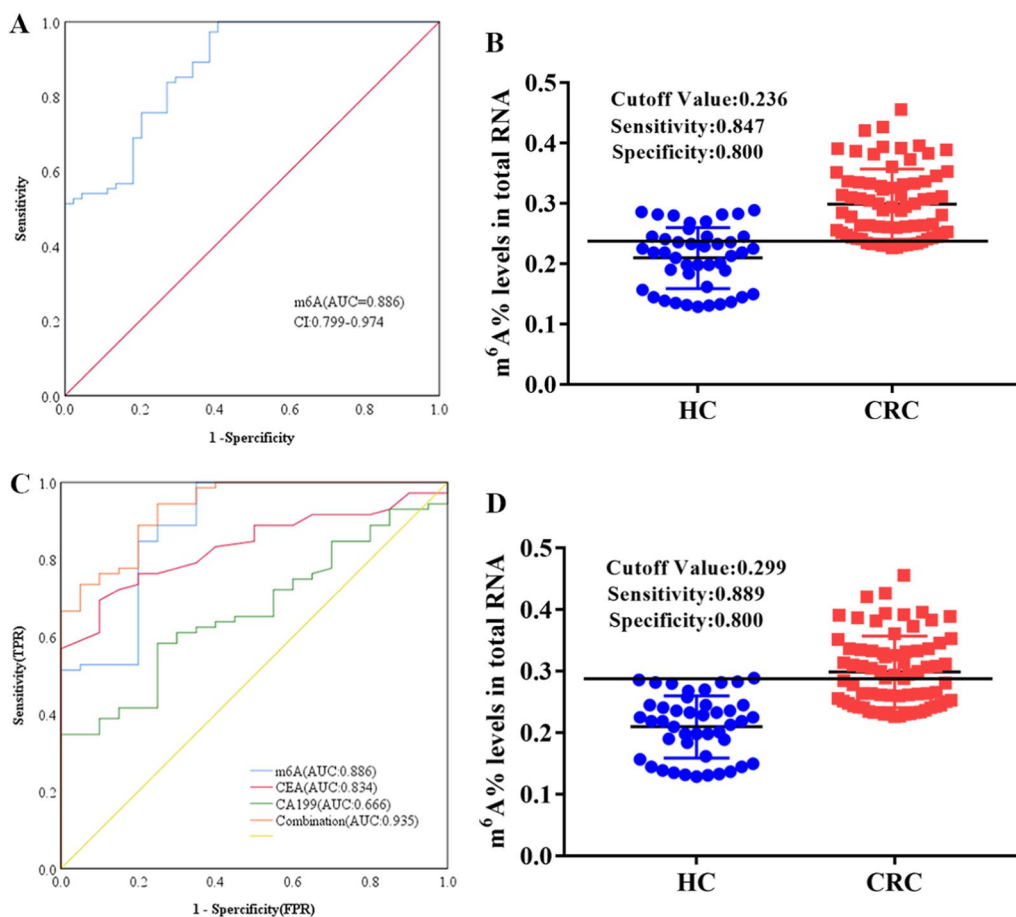 A
1.0
0.8
0.6
0.4
0.2
0.0
Sensitivity
m6A(AUC=0.886)
CI:0.799-0.974
0.0 0.2 0.4 0.6 0.8 1.0
1 -Spercificity
B
0.5
0.4
0.3
0.2
0.1
0.0
m⁶A% levels in total RNA
Cutoff Value:0.236
Sensitivity:0.847
Specificity:0.800
HC CRC
C
1.0
0.8
0.6
0.4
0.2
0.0
Sensitivity(TPR)
m6A(AUC:0.886)
CEA(AUC:0.834)
CA199(AUC:0.666)
Combination(AUC:0.935)
0.0 0.2 0.4 0.6 0.8 1.0
1 - Spercificity(FPR)
D
0.5
0.4
0.3
0.2
0.1
0.0
m⁶A% levels in total RNA
Cutoff Value:0.299
Sensitivity:0.889
Specificity:0.800
HC CRC